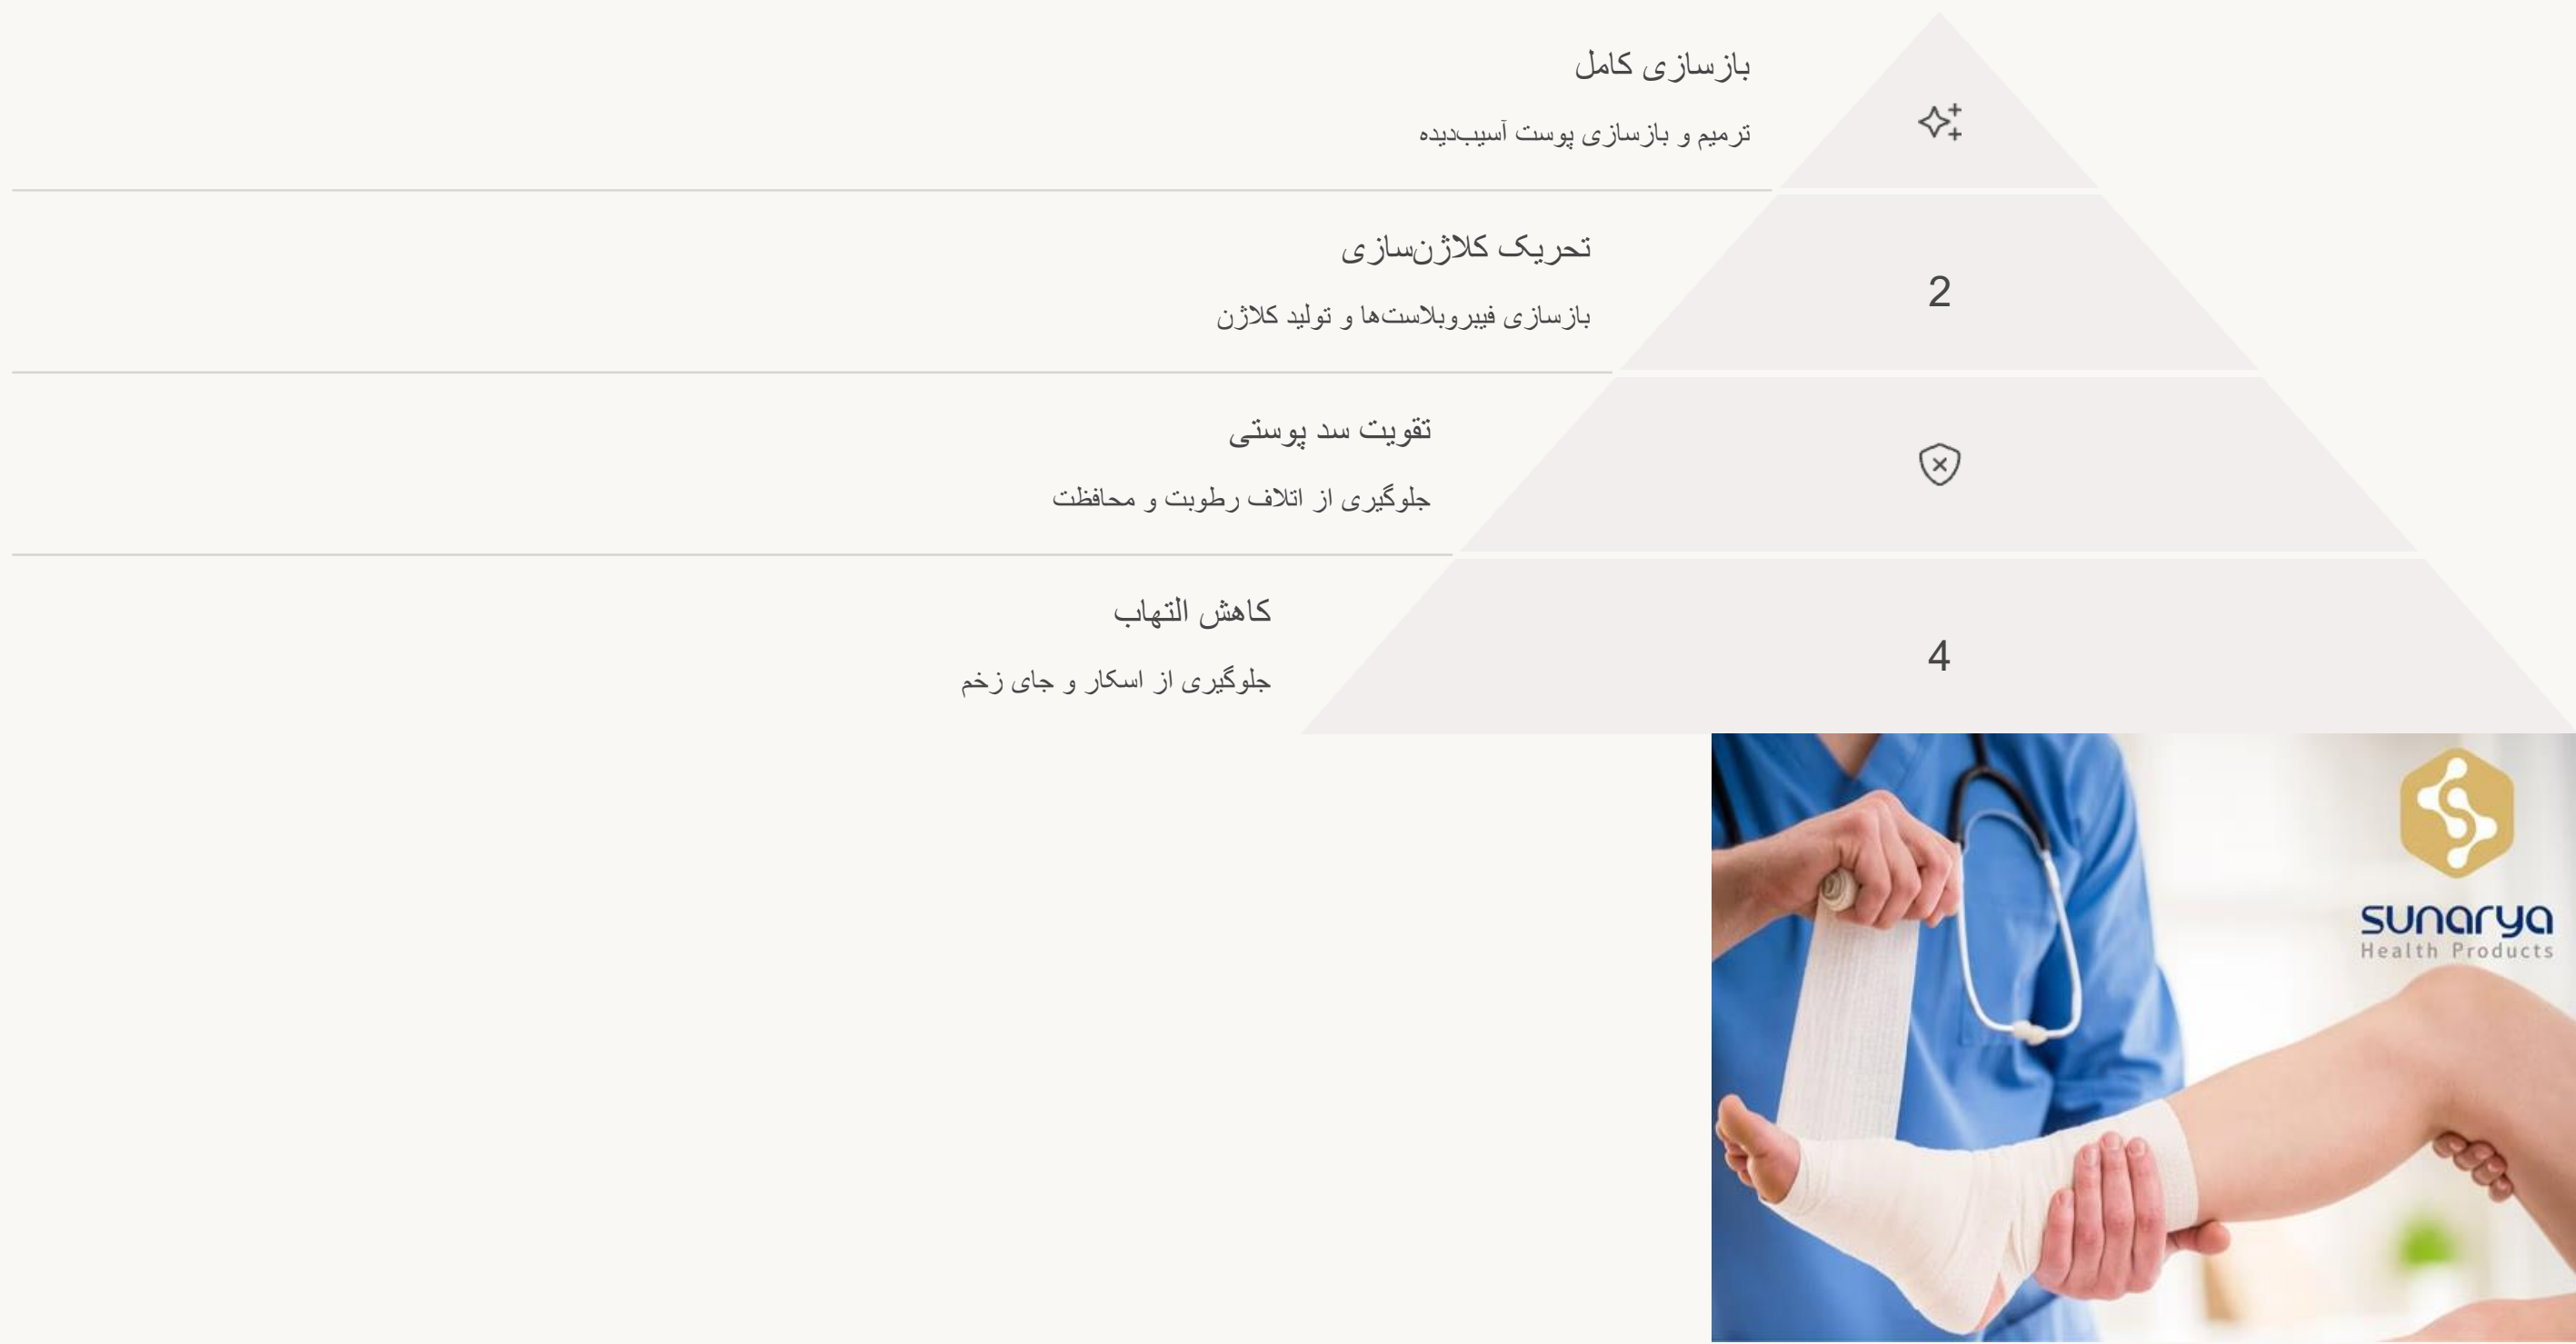 بازسازی کامل
ترمیم و بازسازی پوست آسیب‌دیده
2
تحریک کلاژن‌سازی
بازسازی فیبروبلاست‌ها و تولید کلاژن
تقویت سد پوستی
جلوگیری از اتلاف رطوبت و محافظت
4
کاهش التهاب
جلوگیری از اسکار و جای زخم
sunarya
Health Products